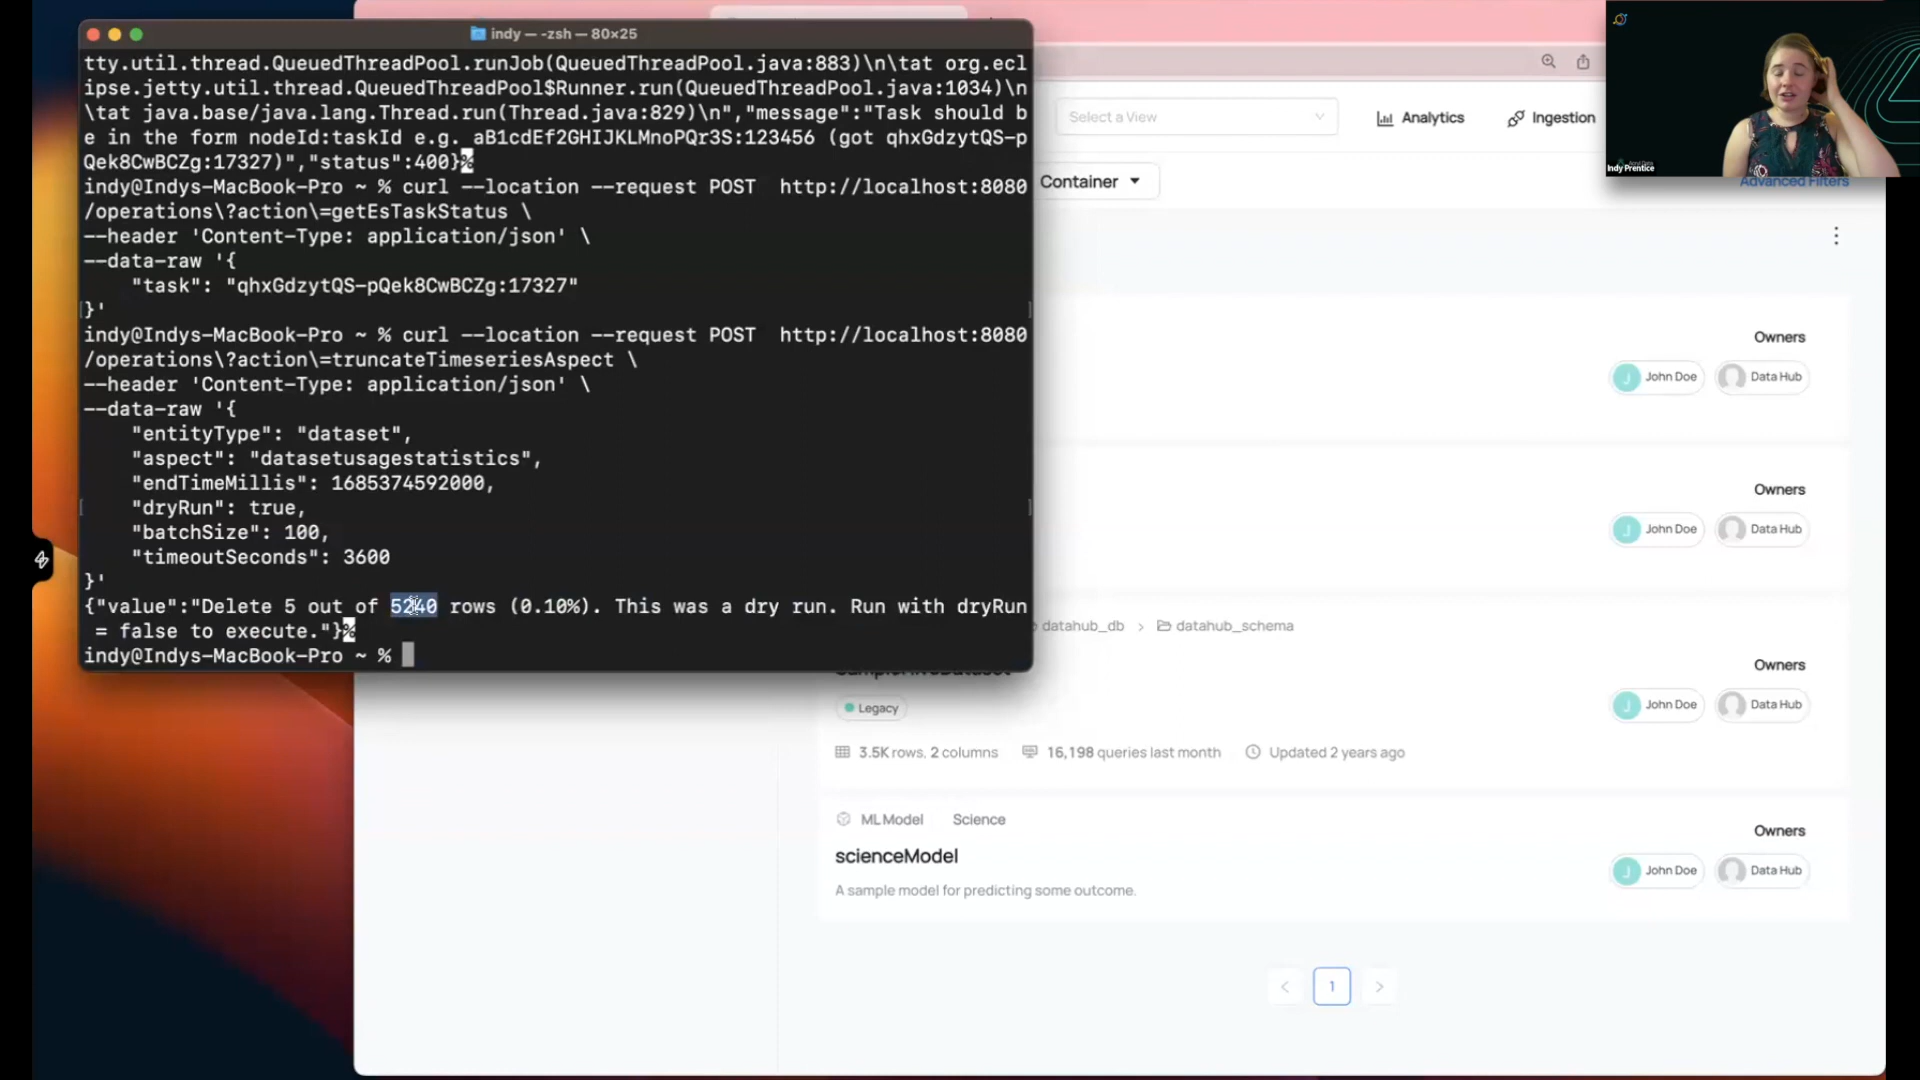 indy — -zsh — 80×25
tty.util.thread.QueuedThreadPool.runJob(QueuedThreadPool.java:883)\n\tat org.ecl
ipse.jetty.util.thread.QueuedThreadPool$Runner.run(QueuedThreadPool.java:1034)\n
\tat java.base/java.lang.Thread.run(Thread.java:829)\n","message":"Task should b
e in the form nodeId:taskId e.g. aB1cdEf2GHIJKLMnoPQr3S:123456 (got qhxGdzytQS-p
Qek8CwBCZg:17327)","status":400}%
indy@Indys-MacBook-Pro ~ % curl --location --request POST  http://localhost:8080
/operations\?action\=getEsTaskStatus \
--header 'Content-Type: application/json' \
--data-raw '{
    "task": "qhxGdzytQS-pQek8CwBCZg:17327"
}'
indy@Indys-MacBook-Pro ~ % curl --location --request POST  http://localhost:8080
/operations\?action\=truncateTimeseriesAspect \
--header 'Content-Type: application/json' \
--data-raw '{
    "entityType": "dataset",
    "aspect": "datasetusagestatistics",
    "endTimeMillis": 1685374592000,
    "dryRun": true,
    "batchSize": 100,
    "timeoutSeconds": 3600
}'
{"value":"Delete 5 out of 5240 rows (0.10%). This was a dry run. Run with dryRun
 = false to execute."}%
indy@Indys-MacBook-Pro ~ %
Select a View
Analytics
Ingestion
Indy Prentice
Container
Advanced Filters
Owners
John Doe
Data Hub
Owners
John Doe
Data Hub
datahub_db > datahub_schema
Owners
SampleHiveDataset
Legacy
John Doe
Data Hub
3.5K rows, 2 columns
16,198 queries last month
Updated 2 years ago
ML Model
Science
Owners
scienceModel
John Doe
Data Hub
A sample model for predicting some outcome.
< 1 >